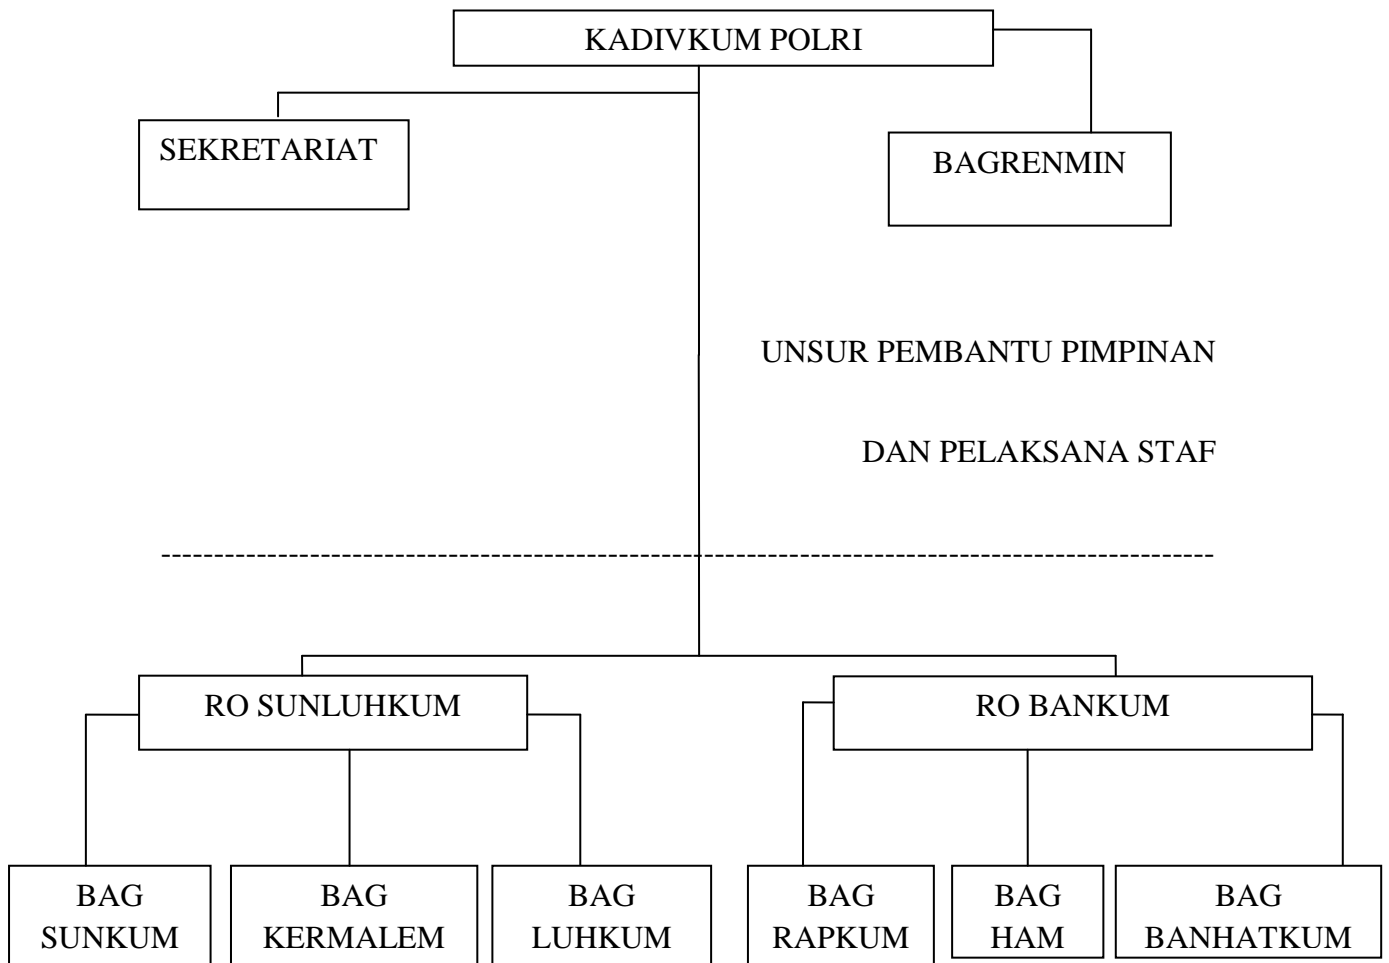 KADIVKUM POLRI
SEKRETARIAT
BAGRENMIN
UNSUR PEMBANTU PIMPINAN
DAN PELAKSANA STAF
RO SUNLUHKUM
RO BANKUM
BAG
SUNKUM
BAG
KERMALEM
BAG
LUHKUM
BAG
RAPKUM
BAG
HAM
BAG
BANHATKUM